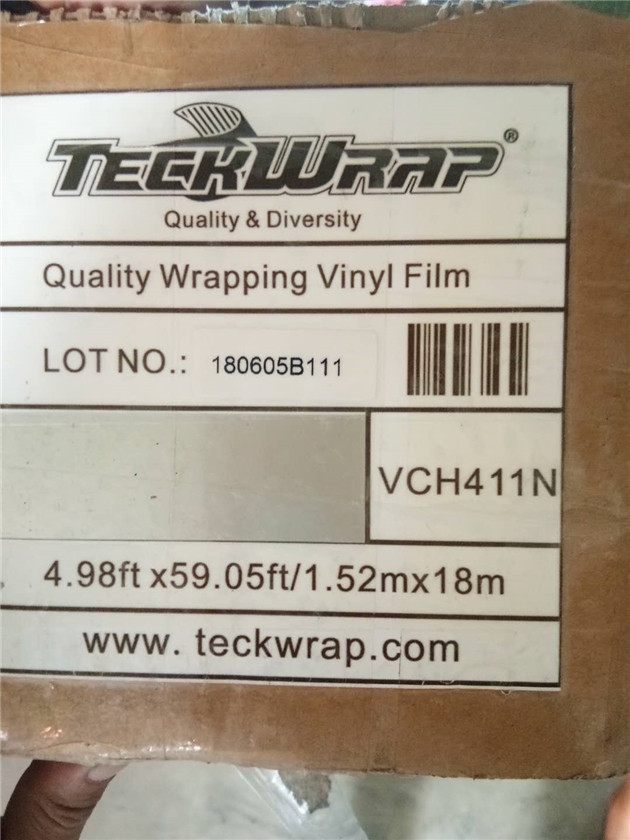 TECKWRAP®
Quality & Diversity
Quality Wrapping Vinyl Film
LOT NO.: 180605B111
VCH411N
4.98ft x59.05ft/1.52mx18m
www. teckwrap.com